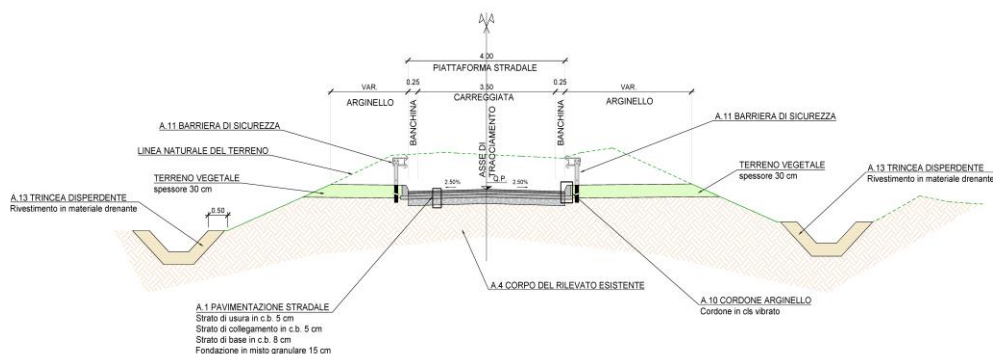 4.00
PIATTAFORMA STRADALE
VAR.
0.25
3.50
0.25
VAR.
ARGINELLO
CARREGGIATA
ARGINELLO
BANCHINA
ASSE DI
TRACCIAMENTO
BANCHINA
A.11 BARRIERA DI SICUREZZA
A.11 BARRIERA DI SICUREZZA
LINEA NATURALE DEL TERRENO
TERRENO VEGETALE
spessore 30 cm
TERRENO VEGETALE
spessore 30 cm
A.13 TRINCEA DISPERDENTE
Rivestimento in materiale drenante
A.13 TRINCEA DISPERDENTE
Rivestimento in materiale drenante
0.50
2.50%
Q.P.
2.50%
A.4 CORPO DEL RILEVATO ESISTENTE
A.1 PAVIMENTAZIONE STRADALE
Strato di usura in c.b. 5 cm
Strato di collegamento in c.b. 5 cm
Strato di base in c.b. 8 cm
Fondazione in misto granulare 15 cm
A.10 CORDONE ARGINELLO
Cordone in cls vibrato